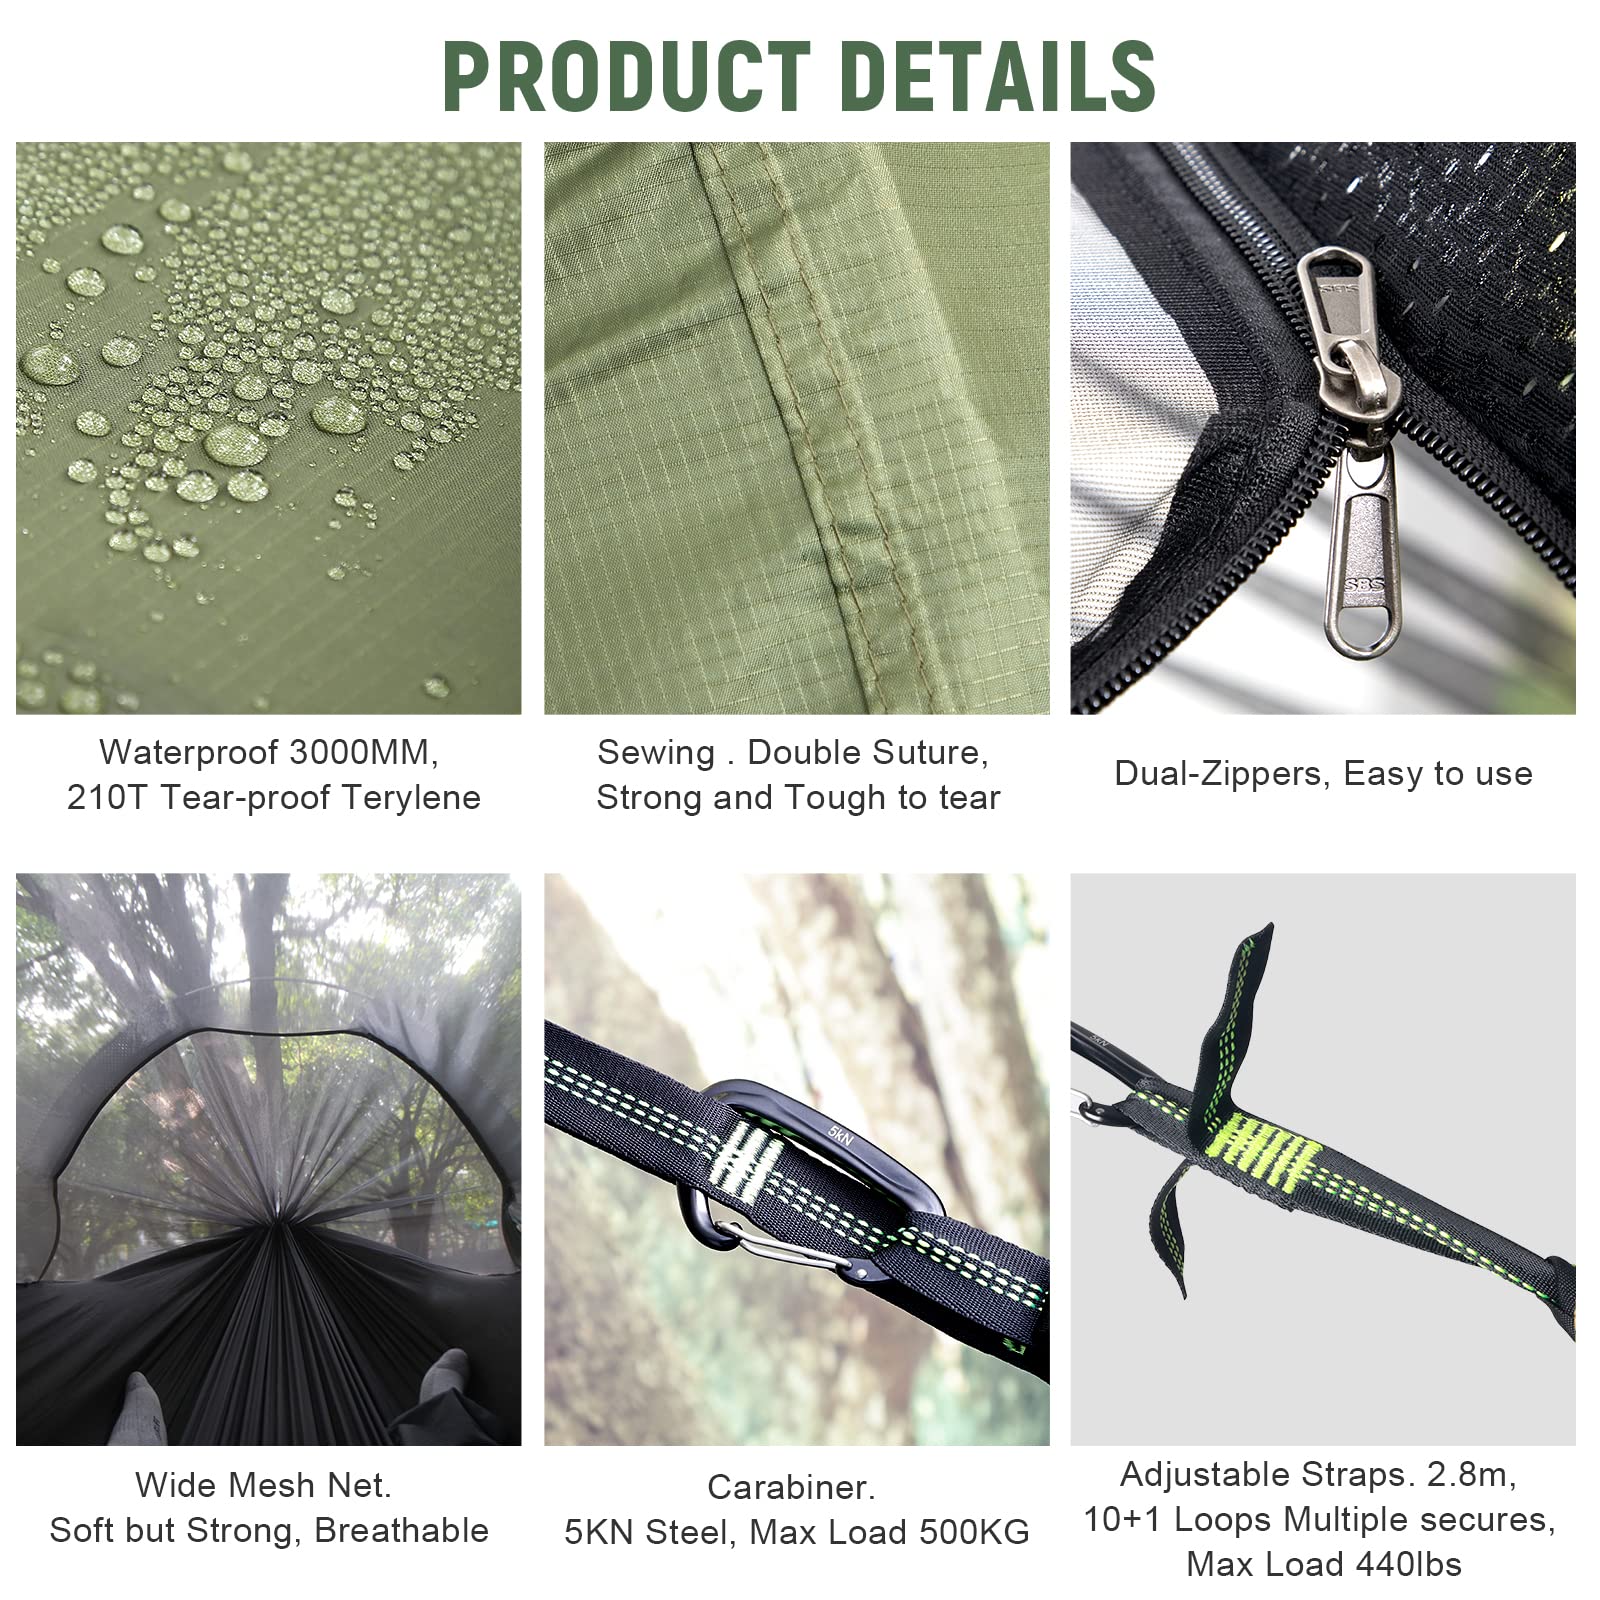 PRODUCT DETAILS
SBS
SBS
Waterproof 3000MM,
210T Tear-proof Terylene
Sewing . Double Suture,
Strong and Tough to tear
Dual-Zippers, Easy to use
5kN
5kN
Wide Mesh Net.
Soft but Strong, Breathable
Carabiner.
5KN Steel, Max Load 500KG
Adjustable Straps. 2.8m,
10+1 Loops Multiple secures,
Max Load 440lbs